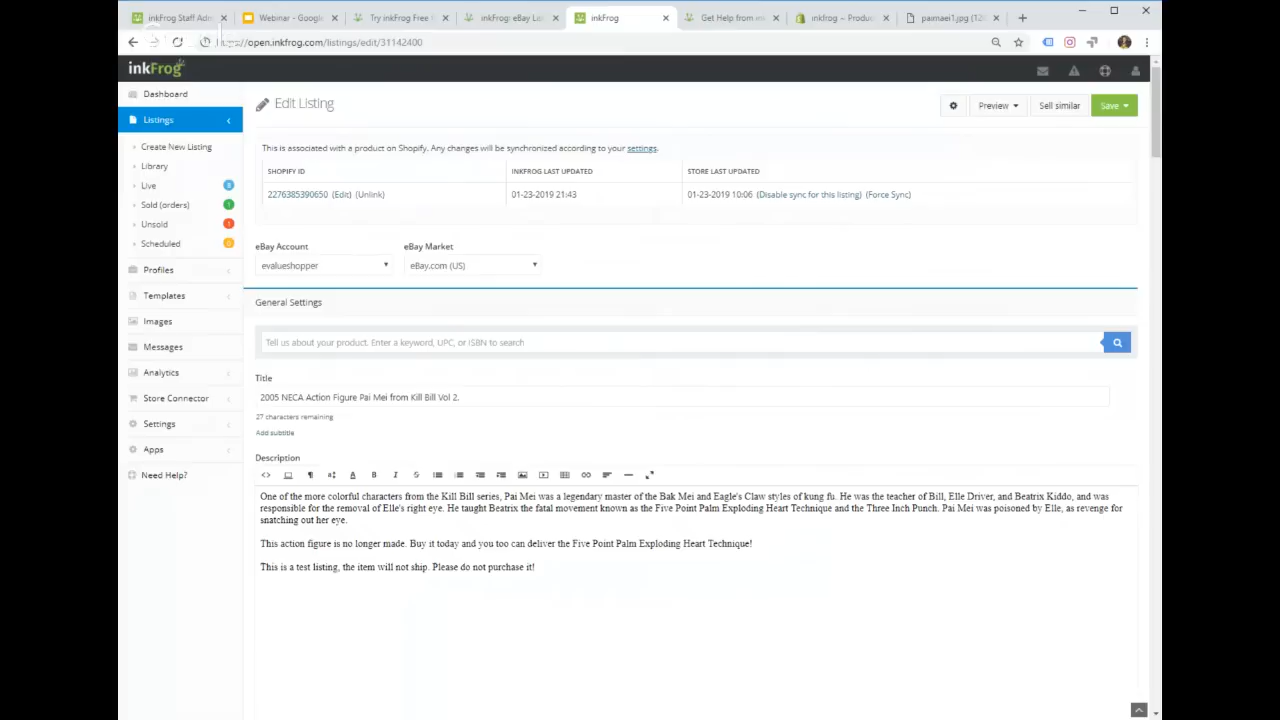 inkFrog Staff Adm
Webinar - Google
Try inkFrog Free
inkFrog: eBay Lis
inkFrog
Get Help from in
inkfrog ~ Produc
paimaei1.jpg (12
https://open.inkfrog.com/listings/edit/31142400
inkFrog
Dashboard
Listings
Create New Listing
Library
Live 8
Sold (orders) 1
Unsold 1
Scheduled 0
Profiles
Templates
Images
Messages
Analytics
Store Connector
Settings
Apps
Need Help?
Edit Listing
Preview
Sell similar
Save
This is associated with a product on Shopify. Any changes will be synchronized according to your settings.
SHOPIFY ID INKFROG LAST UPDATED STORE LAST UPDATED
2276385390650 (Edit) (Unlink) 01-23-2019 21:43 01-23-2019 10:06 (Disable sync for this listing) (Force Sync)
eBay Account eBay Market
evalueshopper eBay.com (US)
General Settings
Tell us about your product. Enter a keyword, UPC, or ISBN to search
Title
2005 NECA Action Figure Pai Mei from Kill Bill Vol 2.
27 characters remaining
Add subtitle
Description
One of the more colorful characters from the Kill Bill series, Pai Mei was a legendary master of the Bak Mei and Eagle's Claw styles of kung fu. He was the teacher of Bill, Elle Driver, and Beatrix Kiddo, and was
responsible for the removal of Elle's right eye. He taught Beatrix the fatal movement known as the Five Point Palm Exploding Heart Technique and the Three Inch Punch. Pai Mei was poisoned by Elle, as revenge for
snatching out her eye.
This action figure is no longer made. Buy it today and you too can deliver the Five Point Palm Exploding Heart Technique!
This is a test listing, the item will not ship. Please do not purchase it!